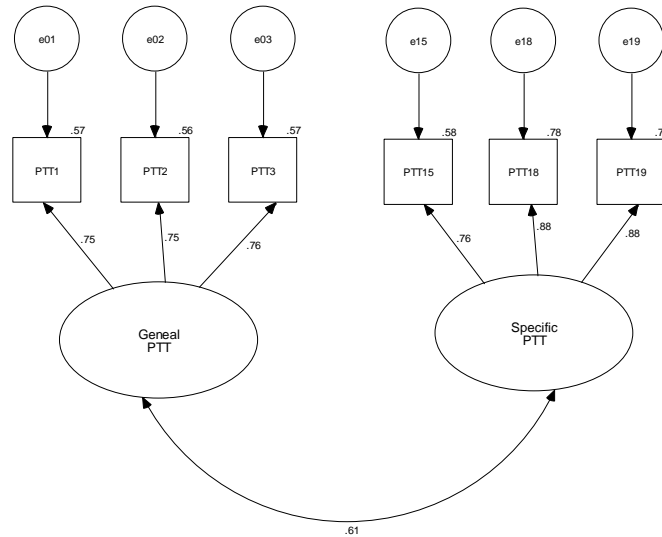 e01
e02
e03
e15
e18
e19
.57
.56
.57
.58
.78
PTT1
PTT2
PTT3
PTT15
PTT18
PTT19
.75
.75
.76
.76
.88
.88
Geneal
PTT
Specific
PTT
.61